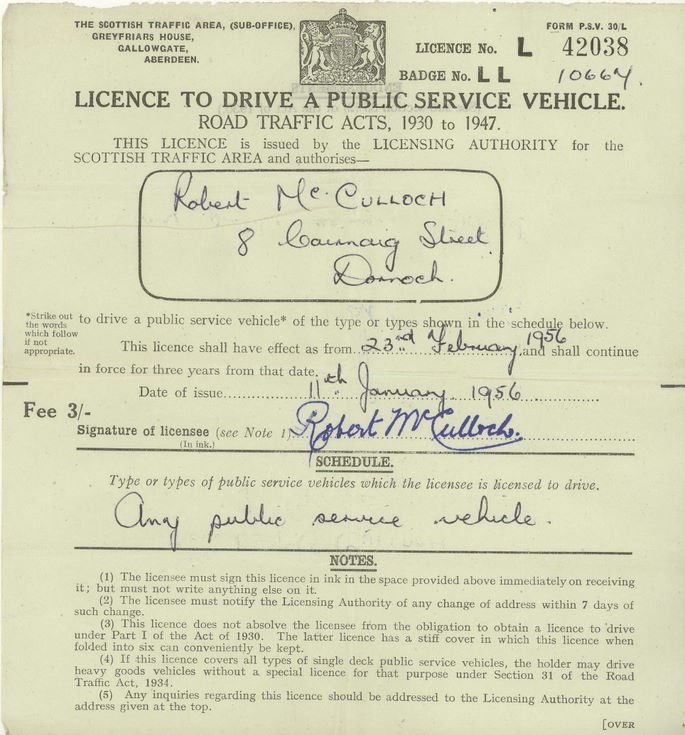 THE SCOTTISH TRAFFIC AREA, (SUB-OFFICE),
GREYFRIARS HOUSE,
GALLOWGATE,
ABERDEEN.
FORM P.S.V. 30/L
LICENCE No. L 42038
BADGE No. LL 10664.
LICENCE TO DRIVE A PUBLIC SERVICE VEHICLE.
ROAD TRAFFIC ACTS, 1930 to 1947.
THIS LICENCE is issued by the LICENSING AUTHORITY for the
SCOTTISH TRAFFIC AREA and authorises—
Robert Mc. CULLOCH
8 Cairnaig Street
Dornoch.
*Strike out
the words
which follow
if not
appropriate.
to drive a public service vehicle* of the type or types shown in the schedule below.
This licence shall have effect as from 23rd February 1956 and shall continue
in force for three years from that date.
Date of issue 11th January 1956
Fee 3/-
Signature of licensee (see Note 1) Robert McCulloch.
(In ink.)
SCHEDULE.
Type or types of public service vehicles which the licensee is licensed to drive.
Any public service vehicle.
NOTES.
(1) The licensee must sign this licence in ink in the space provided above immediately on receiving
it; but must not write anything else on it.
(2) The licensee must notify the Licensing Authority of any change of address within 7 days of
such change.
(3) This licence does not absolve the licensee from the obligation to obtain a licence to drive
under Part I of the Act of 1930. The latter licence has a stiff cover in which this licence when
folded into six can conveniently be kept.
(4) If this licence covers all types of single deck public service vehicles, the holder may drive
heavy goods vehicles without a special licence for that purpose under Section 31 of the Road
Traffic Act, 1934.
(5) Any inquiries regarding this licence should be addressed to the Licensing Authority at the
address given at the top.
[OVER